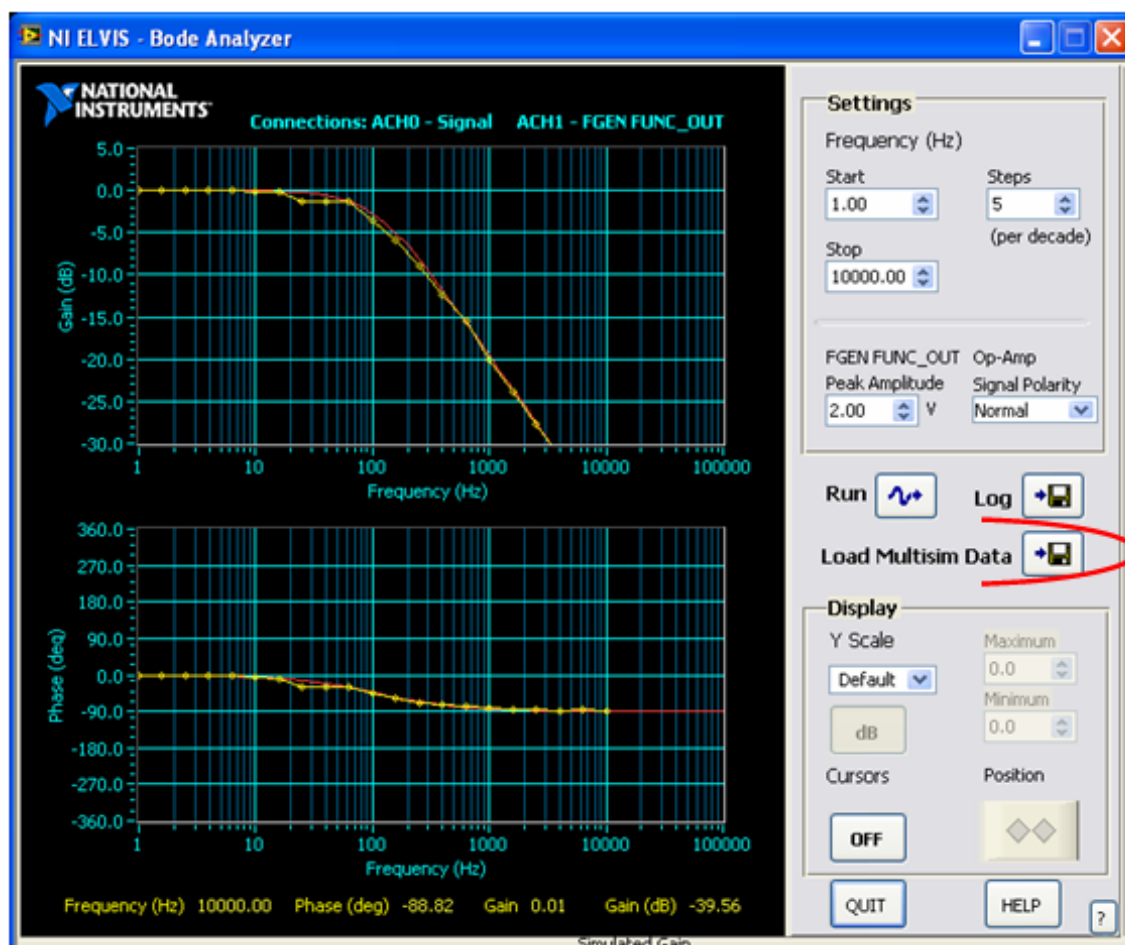 NI ELVIS - Bode Analyzer
NATIONAL
INSTRUMENTS™
Connections: ACH0 - Signal ACH1 - FGEN FUNC_OUT
5.0
0.0
-5.0
-10.0
-15.0
-20.0
-25.0
-30.0
Gain (dB)
1 10 100 1000 10000 100000
Frequency (Hz)
360.0
270.0
180.0
90.0
0.0
-90.0
-180.0
-270.0
-360.0
Phase (deg)
1 10 100 1000 10000 100000
Frequency (Hz)
Frequency (Hz) 10000.00 Phase (deg) -88.82 Gain 0.01 Gain (dB) -39.56
Settings
Frequency (Hz)
Start Steps
1.00 5
(per decade)
Stop
10000.00
FGEN FUNC_OUT Op-Amp
Peak Amplitude Signal Polarity
2.00 V Normal
Run Log
Load Multisim Data
Display
Y Scale Maximum
Default 0.0
Minimum
dB 0.0
Cursors Position
OFF
QUIT HELP ?
Simulated Gain